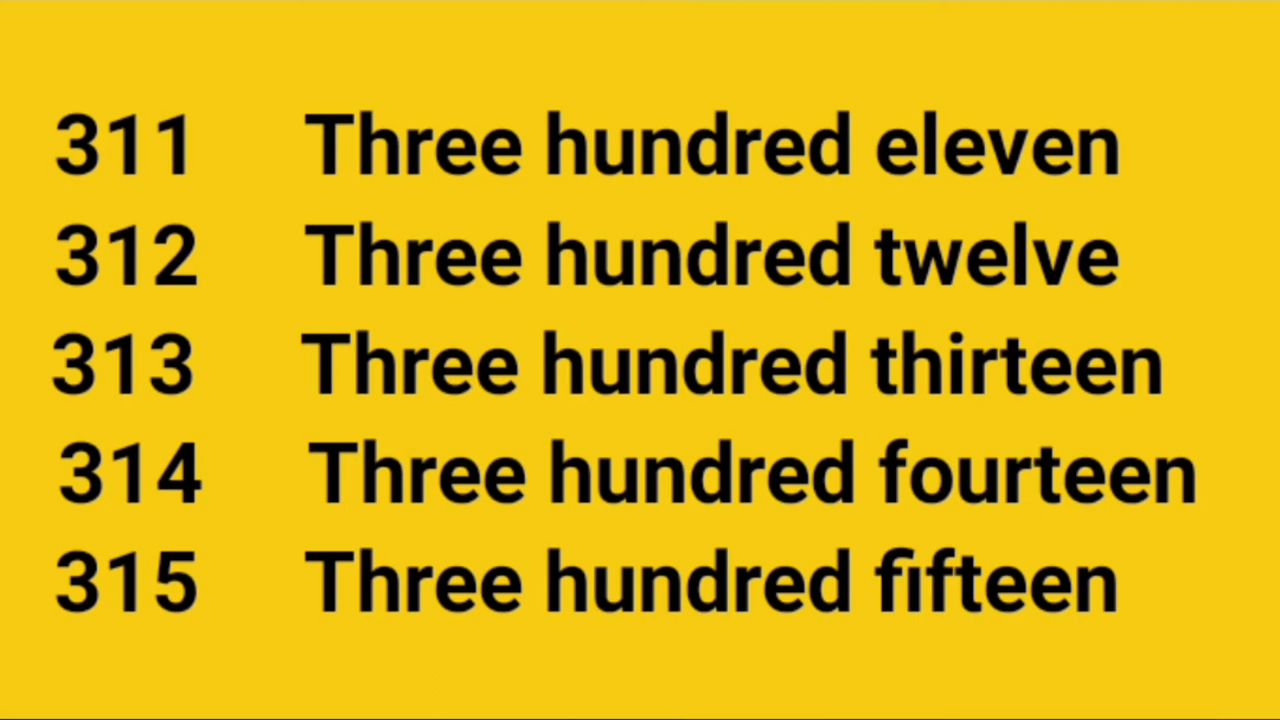 311 Three hundred eleven
312 Three hundred twelve
313 Three hundred thirteen
314 Three hundred fourteen
315 Three hundred fifteen